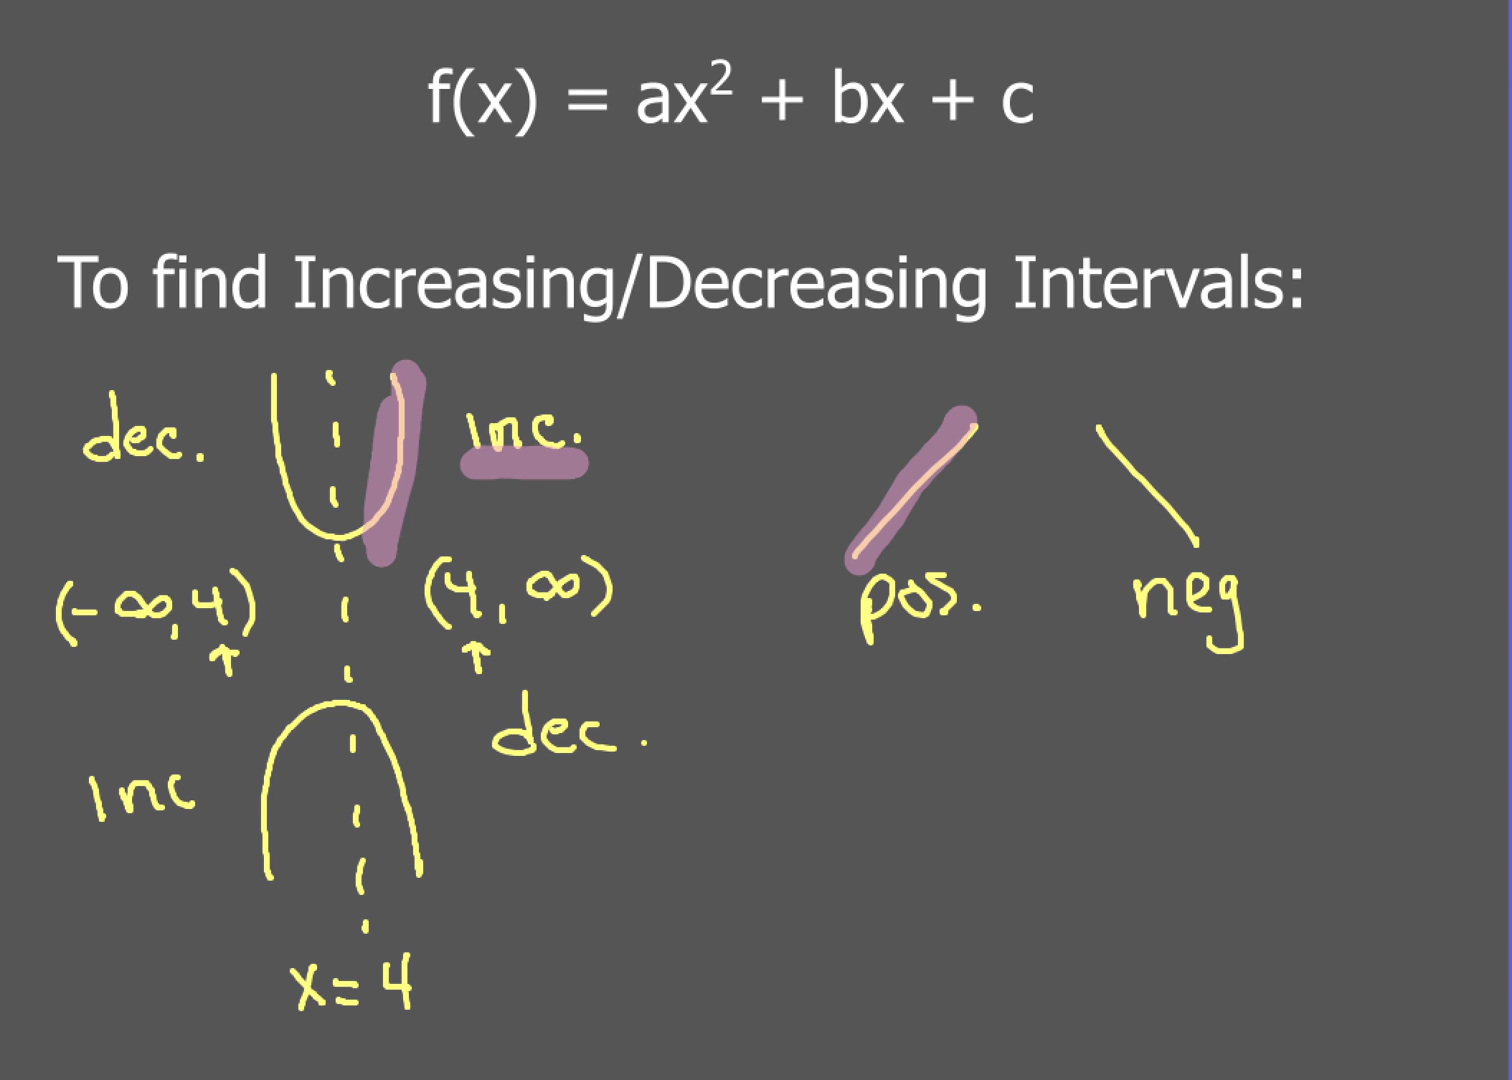 f(x) = ax² + bx + c
To find Increasing/Decreasing Intervals:
dec. inc.
(-∞, 4) (4, ∞) pos. neg
↑ ↑
dec.
inc
x = 4